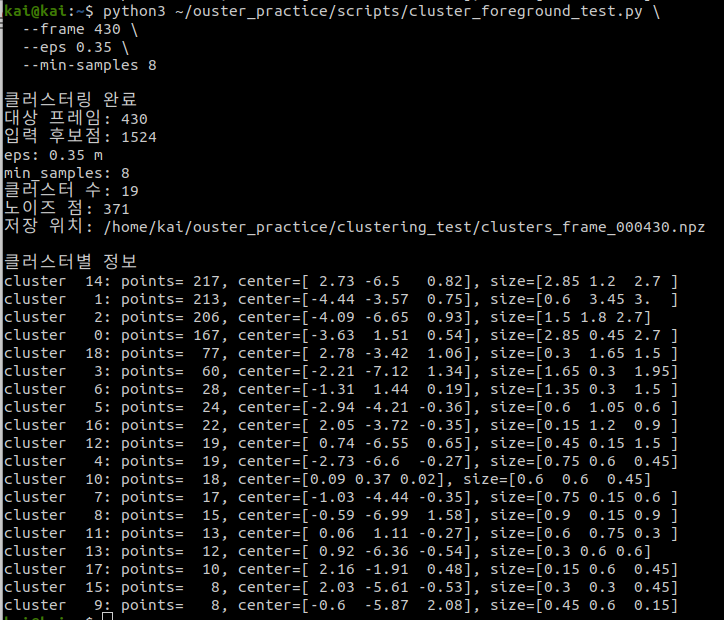 kai@kai:~$ python3 ~/ouster_practice/scripts/cluster_foreground_test.py \
  --frame 430 \
  --eps 0.35 \
  --min-samples 8
클러스터링 완료
대상 프레임: 430
입력 후보점: 1524
eps: 0.35 m
min_samples: 8
클러스터 수: 19
노이즈 점: 371
저장 위치: /home/kai/ouster_practice/clustering_test/clusters_frame_000430.npz
클러스터별 정보
cluster  14: points= 217, center=[ 2.73 -6.5   0.82], size=[2.85 1.2  2.7 ]
cluster   1: points= 213, center=[-4.44 -3.57  0.75], size=[0.6  3.45 3.  ]
cluster   2: points= 206, center=[-4.09 -6.65  0.93], size=[1.5 1.8 2.7]
cluster   0: points= 167, center=[-3.63  1.51  0.54], size=[2.85 0.45 2.7 ]
cluster  18: points=  77, center=[ 2.78 -3.42  1.06], size=[0.3  1.65 1.5 ]
cluster   3: points=  60, center=[-2.21 -7.12  1.34], size=[1.65 0.3  1.95]
cluster   6: points=  28, center=[-1.31  1.44  0.19], size=[1.35 0.3  1.5 ]
cluster   5: points=  24, center=[-2.94 -4.21 -0.36], size=[0.6  1.05 0.6 ]
cluster  16: points=  22, center=[ 2.05 -3.72 -0.35], size=[0.15 1.2  0.9 ]
cluster  12: points=  19, center=[ 0.74 -6.55  0.65], size=[0.45 0.15 1.5 ]
cluster   4: points=  19, center=[-2.73 -6.6  -0.27], size=[0.75 0.6  0.45]
cluster  10: points=  18, center=[0.09 0.37 0.02], size=[0.6  0.6  0.45]
cluster   7: points=  17, center=[-1.03 -4.44 -0.35], size=[0.75 0.15 0.6 ]
cluster   8: points=  15, center=[-0.59 -6.99  1.58], size=[0.9  0.15 0.9 ]
cluster  11: points=  13, center=[ 0.06  1.11 -0.27], size=[0.6  0.75 0.3 ]
cluster  13: points=  12, center=[ 0.92 -6.36 -0.54], size=[0.3 0.6 0.6]
cluster  17: points=  10, center=[ 2.16 -1.91  0.48], size=[0.15 0.6  0.45]
cluster  15: points=   8, center=[ 2.03 -5.61 -0.53], size=[0.3  0.3  0.45]
cluster   9: points=   8, center=[-0.6  -5.87  2.08], size=[0.45 0.6  0.15]